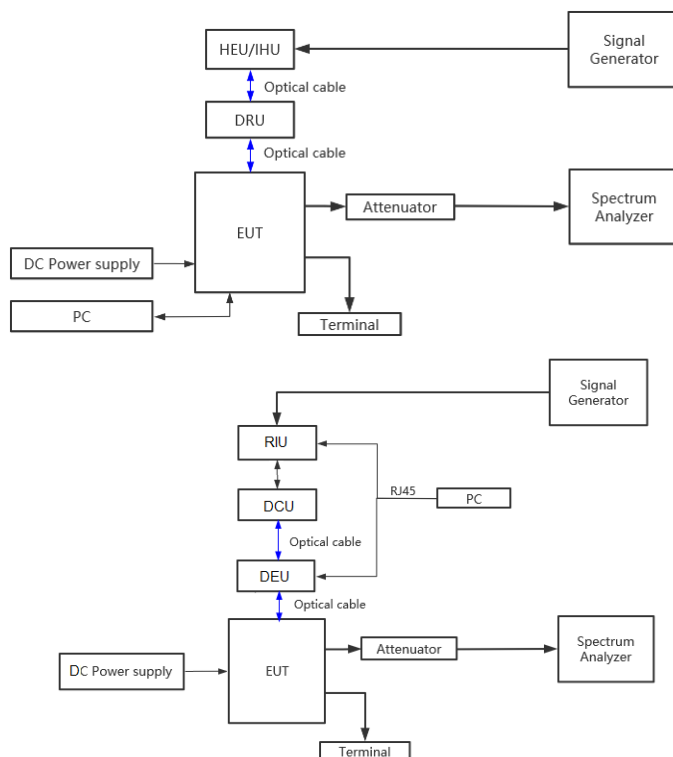 HEU/IHU
Signal
Generator
Optical cable
DRU
Optical cable
EUT
Attenuator
Spectrum
Analyzer
DC Power supply
PC
Terminal
Signal
Generator
RIU
RJ45
PC
DCU
Optical cable
DEU
Optical cable
EUT
Attenuator
Spectrum
Analyzer
DC Power supply
Terminal